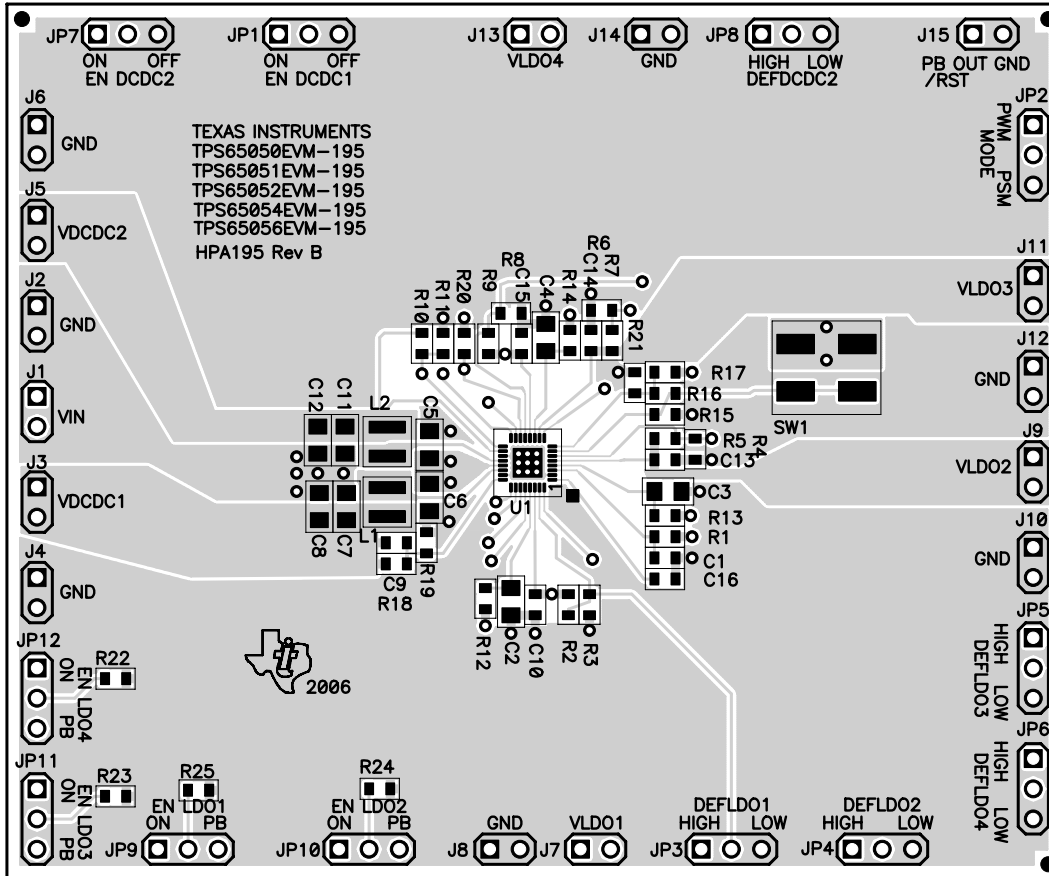 JP7
ON OFF
EN DCDC2
JP1
ON OFF
EN DCDC1
J13
VLDO4
J14
GND
JP8
HIGH LOW
DEFDCDC2
J15
PB OUT GND
/RST
JP2
PWM
MODE
PSM
J6
GND
TEXAS INSTRUMENTS
TPS65050EVM-195
TPS65051EVM-195
TPS65052EVM-195
TPS65054EVM-195
TPS65056EVM-195
HPA195 Rev B
J5
VDCDC2
J11
VLDO3
J2
GND
R10
R11
R20
R9
R8
C15
C4
R14
C14
R6
R7
R21
J12
GND
R17
R16
R15
R5
R4
C13
SW1
J1
VIN
C12
C11
L2
C5
J9
VLDO2
J3
VDCDC1
C8
C7
L1
C6
U1
1
C3
R13
R1
C1
C16
J10
GND
J4
GND
C9
R18
R19
R12
C2
C10
R2
R3
JP5
HIGH
LOW
DEFLDO3
JP12
ON
PB
EN LDO4
R22
2006
JP6
HIGH
LOW
DEFLDO4
JP11
ON
PB
EN LDO3
R23
R25
EN LDO1
ON PB
JP9
R24
EN LDO2
ON PB
JP10
GND
J8
VLDO1
J7
DEFLDO1
HIGH LOW
JP3
DEFLDO2
HIGH LOW
JP4